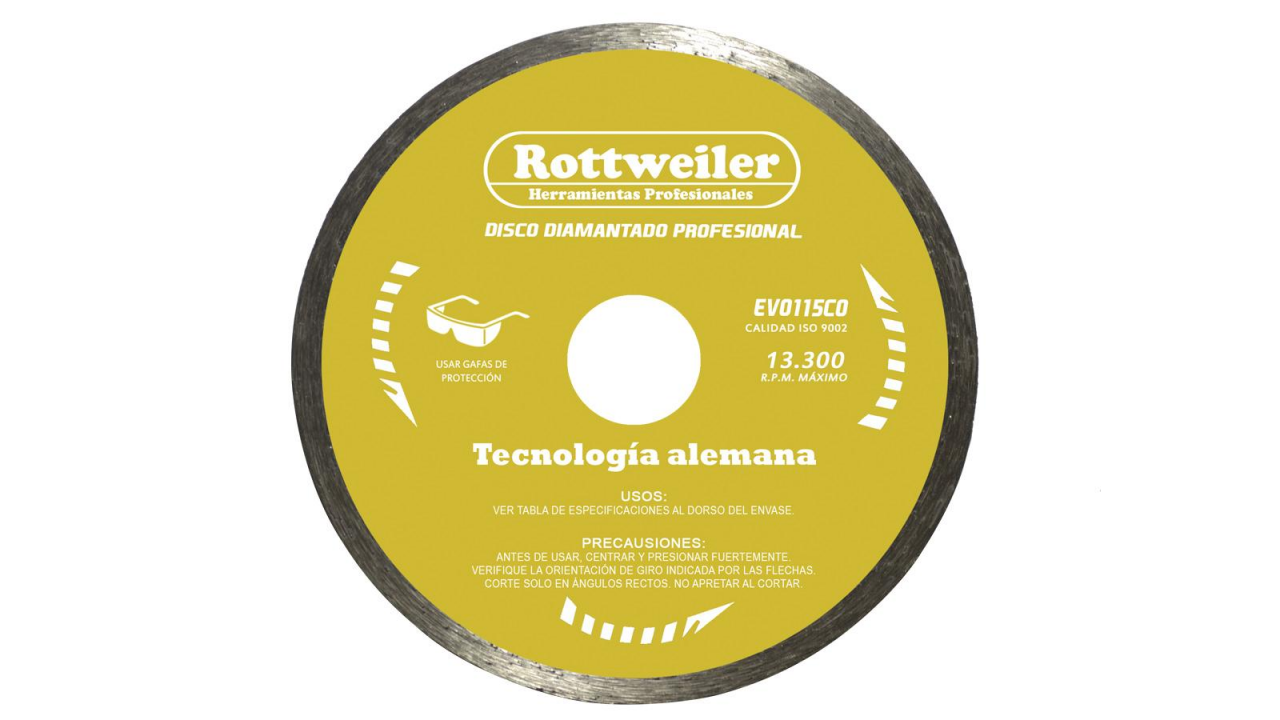 Rottweiler
Herramientas Profesionales
DISCO DIAMANTADO PROFESIONAL
EVO115CO
CALIDAD ISO 9002
13.300
R.P.M. MÁXIMO
USAR GAFAS DE
PROTECCIÓN
Tecnología alemana
USOS:
VER TABLA DE ESPECIFICACIONES AL DORSO DEL ENVASE.
PRECAUSIONES:
ANTES DE USAR, CENTRAR Y PRESIONAR FUERTEMENTE.
VERIFIQUE LA ORIENTACIÓN DE GIRO INDICADA POR LAS FLECHAS.
CORTE SOLO EN ÁNGULOS RECTOS. NO APRETAR AL CORTAR.